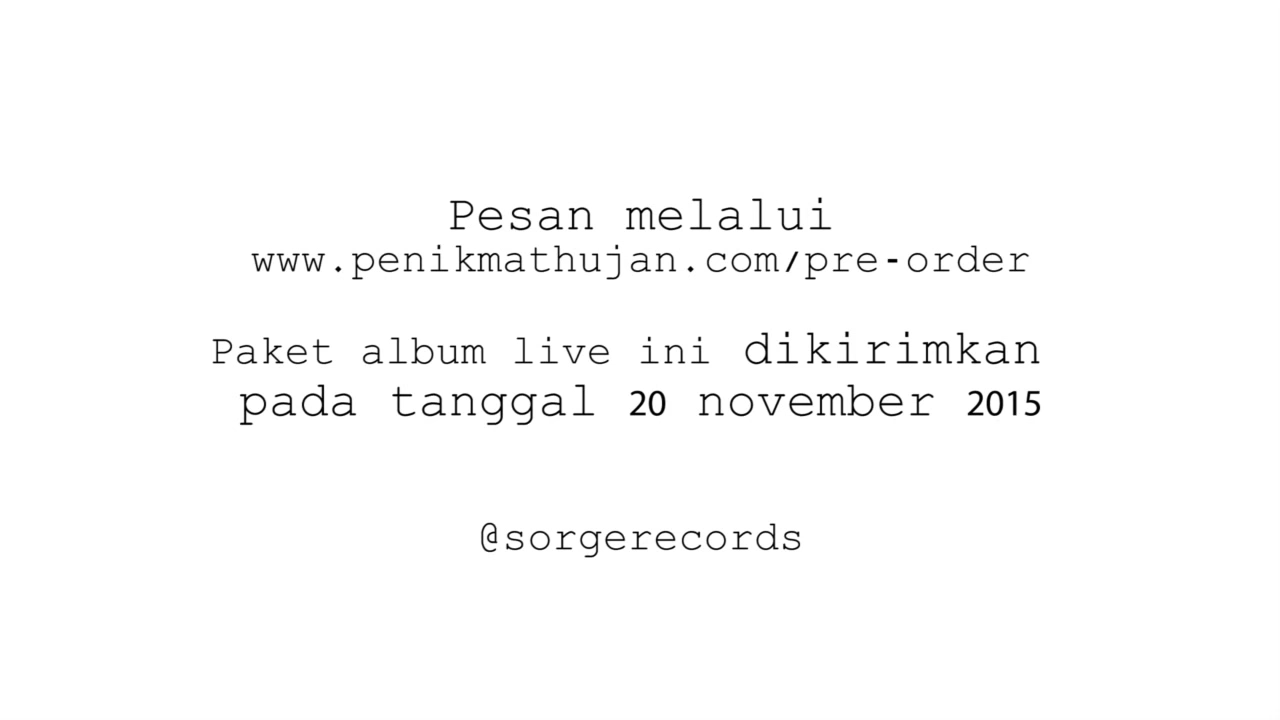 Pesan melalui
www.penikmathujan.com/pre-order
Paket album live ini dikirimkan
pada tanggal 20 november 2015
@sorgerecords